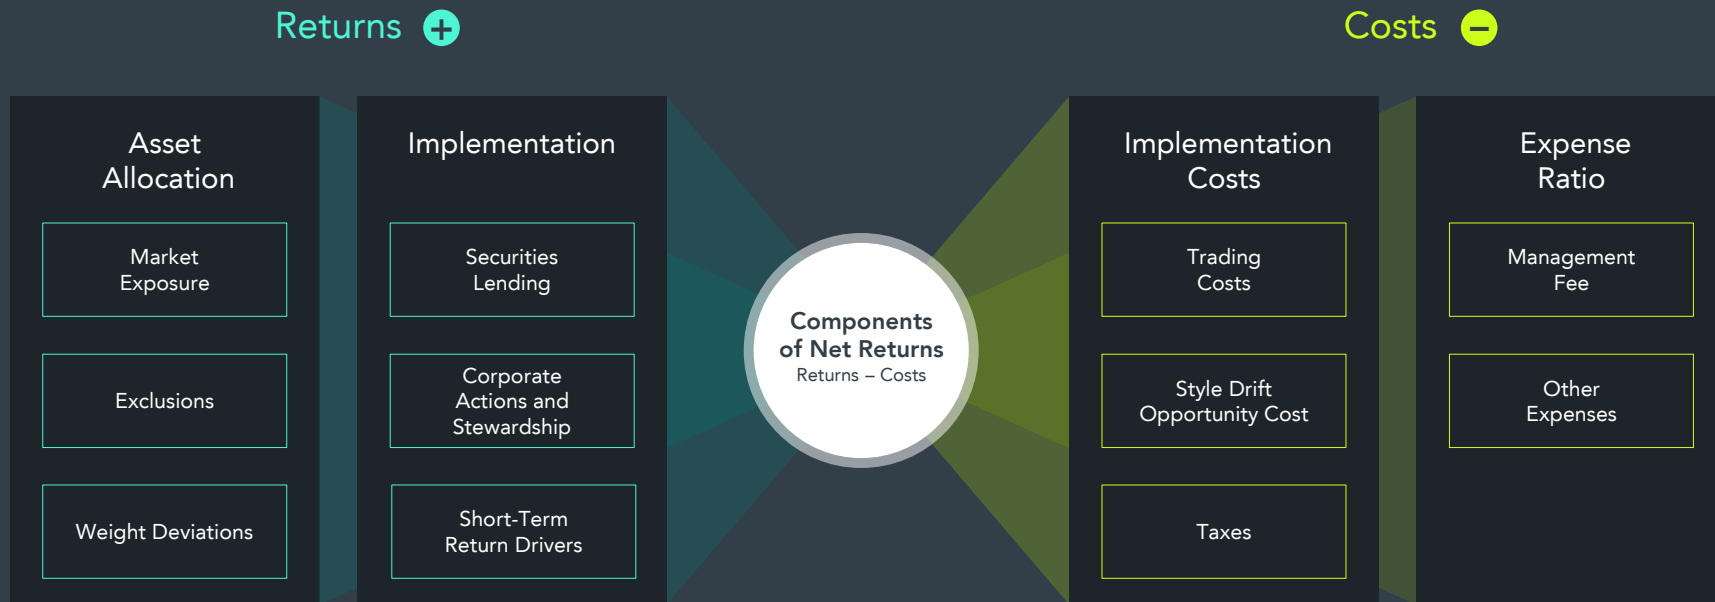 Returns +
Costs –
Asset
Allocation
Market
Exposure
Exclusions
Weight Deviations
Implementation
Securities
Lending
Corporate
Actions and
Stewardship
Short-Term
Return Drivers
Components
of Net Returns
Returns – Costs
Implementation
Costs
Trading
Costs
Style Drift
Opportunity Cost
Taxes
Expense
Ratio
Management
Fee
Other
Expenses